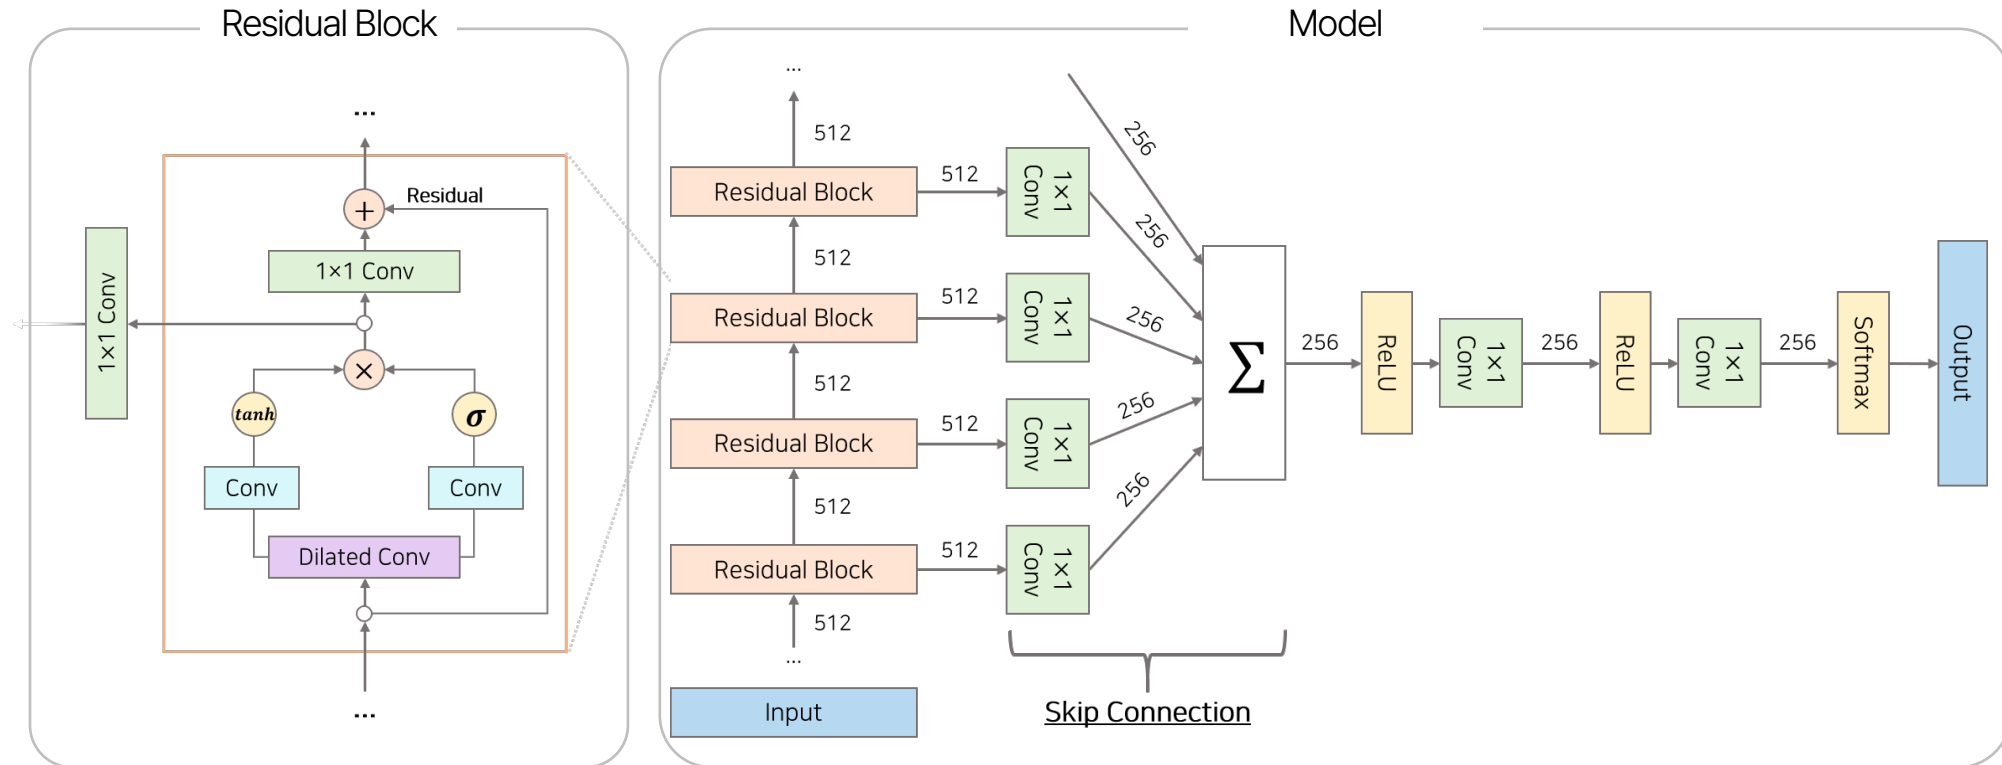 Residual Block
...
Residual
+
1×1 Conv
1×1 Conv
×
tanh
σ
Conv
Conv
Dilated Conv
...
Model
...
512
Residual Block
512
1×1 Conv
256
256
512
Residual Block
512
1×1 Conv
256
512
Residual Block
512
1×1 Conv
256
512
Residual Block
512
1×1 Conv
256
512
...
Input
Skip Connection
Σ
256
ReLU
1×1 Conv
256
ReLU
1×1 Conv
256
Softmax
Output